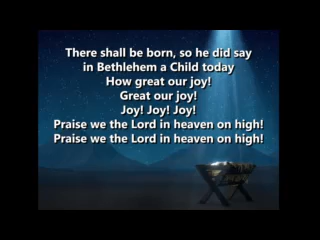 There shall be born, so he did say
in Bethlehem a Child today
How great our joy!
Great our joy!
Joy! Joy! Joy!
Praise we the Lord in heaven on high!
Praise we the Lord in heaven on high!